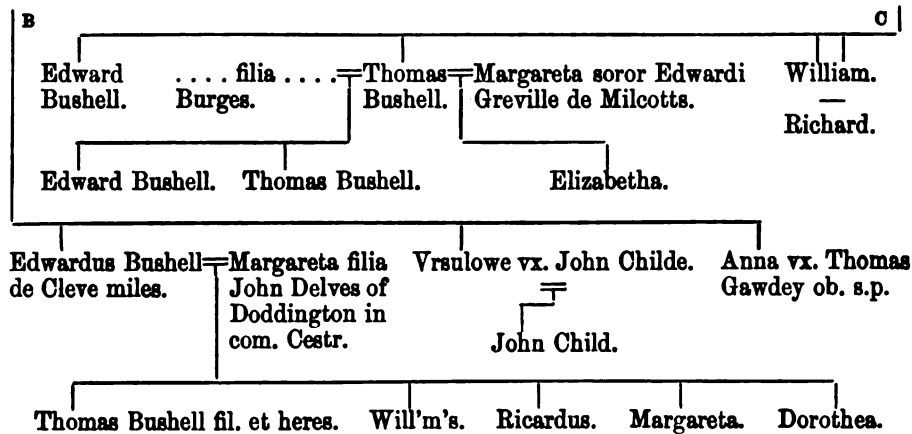 B C
Edward .... filia .... Thomas Margareta soror Edwardi William.
Bushell. Burges. Bushell. Greville de Milcotts. —
Richard.
Edward Bushell. Thomas Bushell. Elizabetha.
Edwardus Bushell Margareta filia Vrsulowe vx. John Childe. Anna vx. Thomas
de Cleve miles. John Delves of Gawdey ob. s.p.
Doddington in
com. Cestr. John Child.
Thomas Bushell fil. et heres. Will'm's. Ricardus. Margareta. Dorothea.